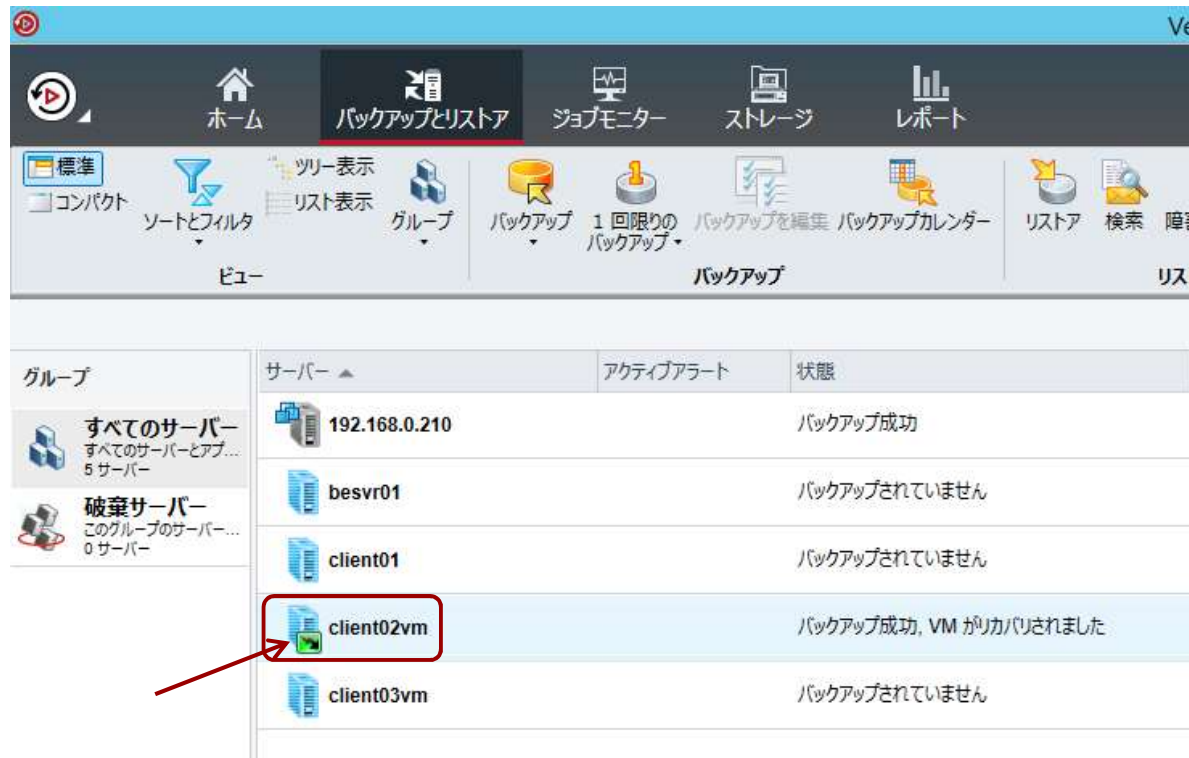 Ve
ホーム
バックアップとリストア
ジョブモニター
ストレージ
レポート
標準
コンパクト
ソートとフィルタ
ツリー表示
リスト表示
グループ
ビュー
バックアップ
1 回限りの
バックアップ
バックアップを編集
バックアップカレンダー
バックアップ
リストア
検索
障害
リス
グループ
サーバー
アクティブアラート
状態
すべてのサーバー
すべてのサーバーとアプ...
5 サーバー
破棄サーバー
このグループのサーバー...
0 サーバー
192.168.0.210
バックアップ成功
besvr01
バックアップされていません
client01
バックアップされていません
client02vm
バックアップ成功, VM がリカバリされました
client03vm
バックアップされていません